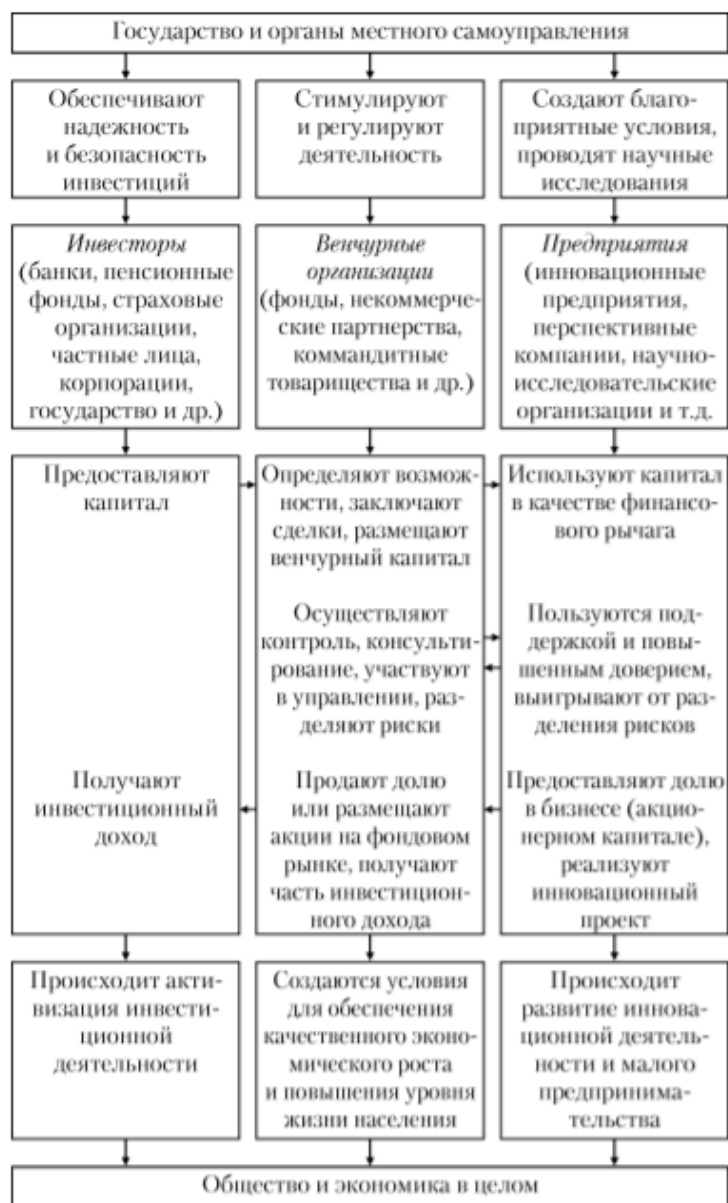 Государство и органы местного самоуправления
Обеспечивают
надежность
и безопасность
инвестиций
Стимулируют
и регулируют
деятельность
Создают благо-
приятные условия,
проводят научные
исследования
Инвесторы
(банки, пенсионные
фонды, страховые
организации,
частные лица,
корпорации,
государство и др.)
Венчурные
организации
(фонды, некоммерче-
ские партнерства,
коммандитные
товарищества и др.)
Предприятия
(инновационные
предприятия,
перспективные
компании, научно-
исследовательские
организации и т.д.
Предоставляют
капитал
Определяют возмож-
ности, заключают
сделки, размещают
венчурный капитал
Используют капитал
в качестве финансо-
вого рычага
Осуществляют
контроль, консульти-
рование, участвуют
в управлении, раз-
деляют риски
Пользуются под-
держкой и повы-
шенным доверием,
выигрывают от раз-
деления рисков
Получают
инвестиционный
доход
Продают долю
или размещают
акции на фондовом
рынке, получают
часть инвестицион-
ного дохода
Предоставляют долю
в бизнесе (акцио-
нерном капитале),
реализуют
инновационный
проект
Происходит акти-
визация инвести-
ционной
деятельности
Создаются условия
для обеспечения
качественного эконо-
мического роста
и повышения уровня
жизни населения
Происходит
развитие иннова-
ционной деятель-
ности и малого
предпринима-
тельства
Общество и экономика в целом